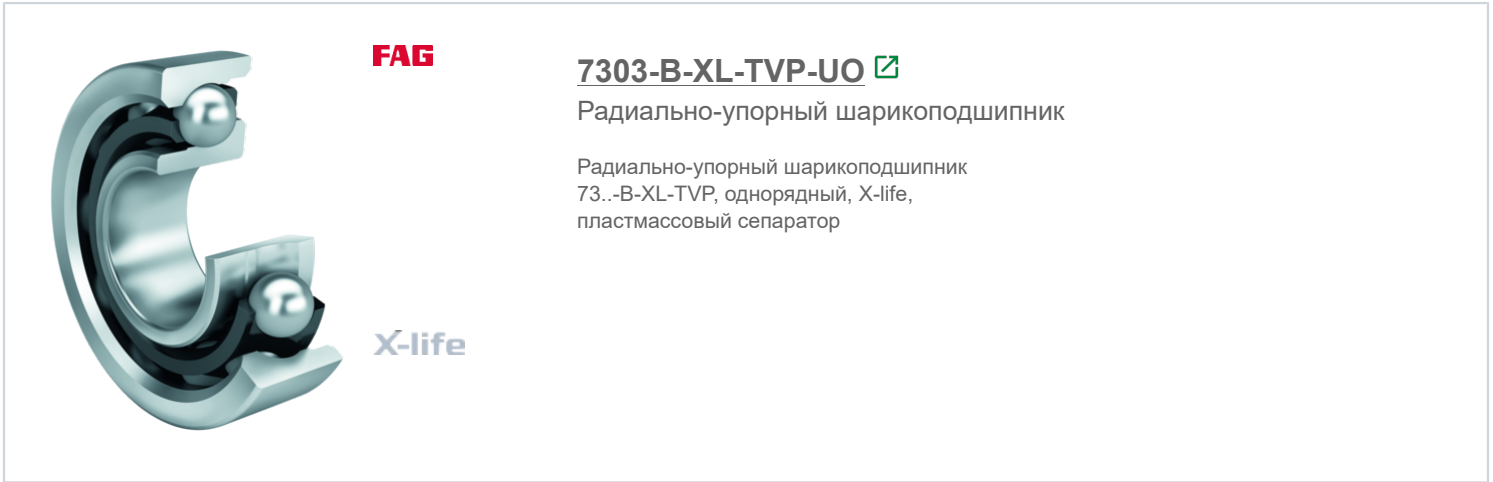 FAG
7303-B-XL-TVP-UO
Радиально-упорный шарикоподшипник
Радиально-упорный шарикоподшипник
73..-B-XL-TVP, однорядный, X-life,
пластмассовый сепаратор
X-life